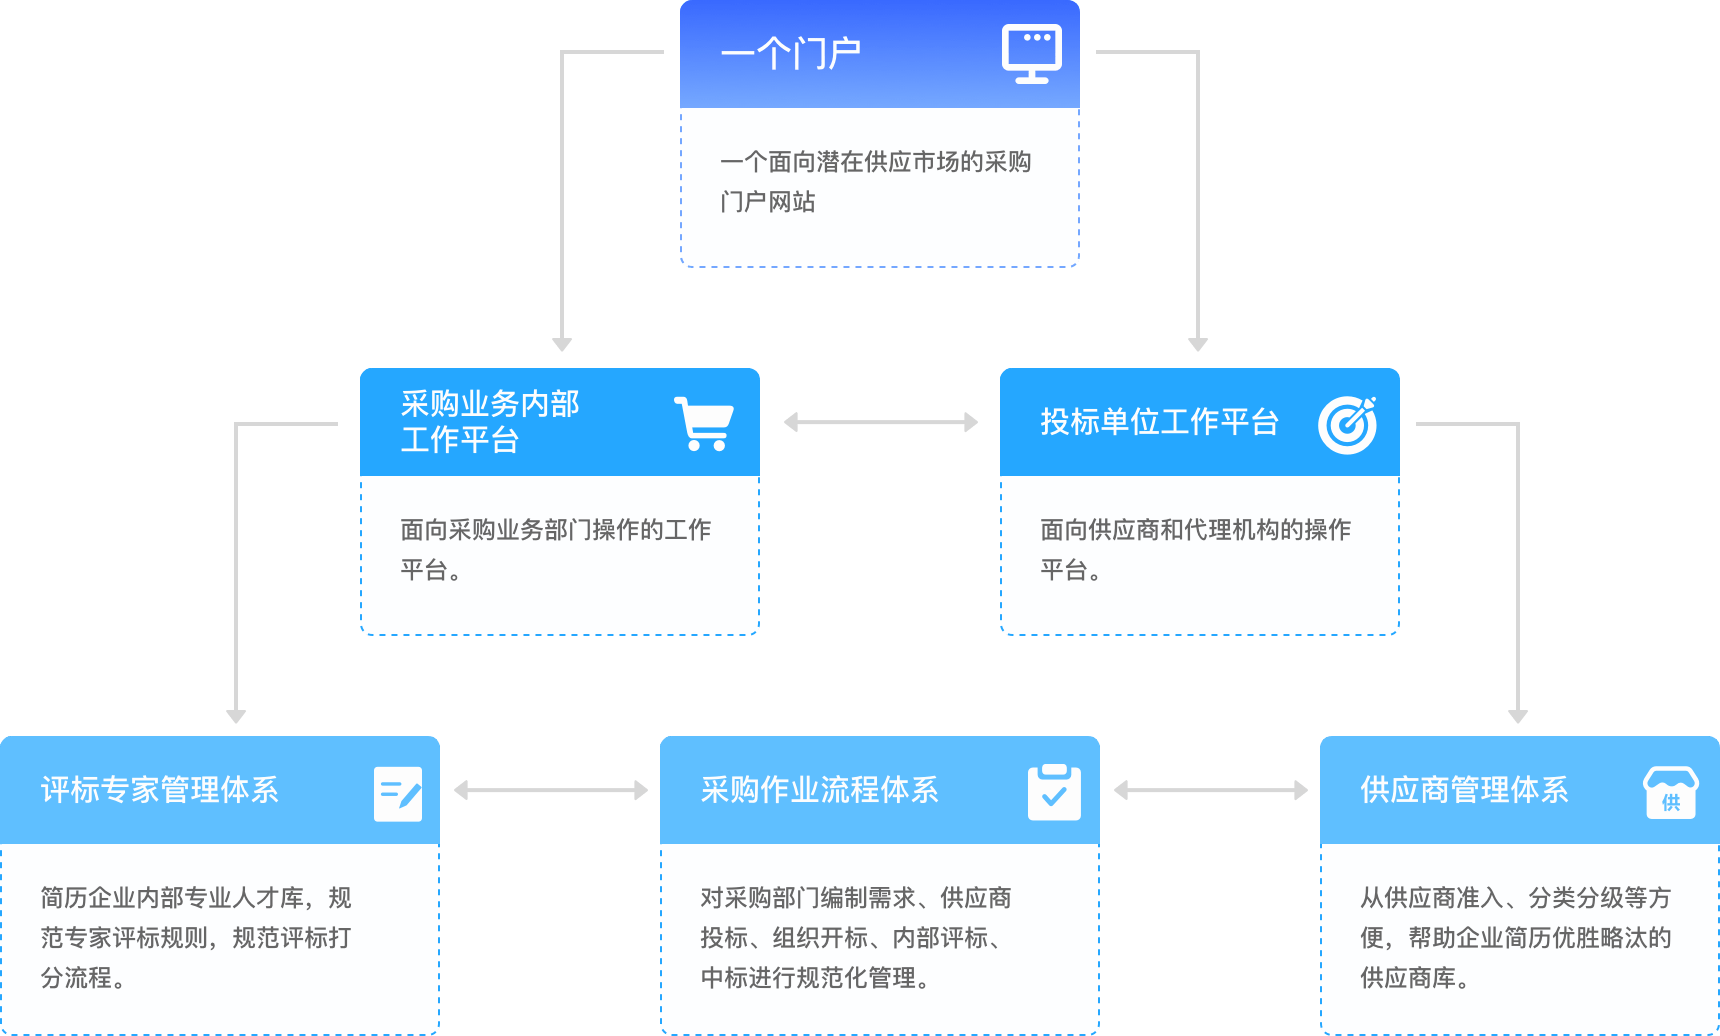 一个门户
一个面向潜在供应市场的采购
门户网站
采购业务内部
工作平台
面向采购业务部门操作的工作
平台。
投标单位工作平台
面向供应商和代理机构的操作
平台。
评标专家管理体系
简历企业内部专业人才库，规
范专家评标规则，规范评标打
分流程。
采购作业流程体系
对采购部门编制需求、供应商
投标、组织开标、内部评标、
中标进行规范化管理。
供应商管理体系
供
从供应商准入、分类分级等方
便，帮助企业简历优胜略汰的
供应商库。